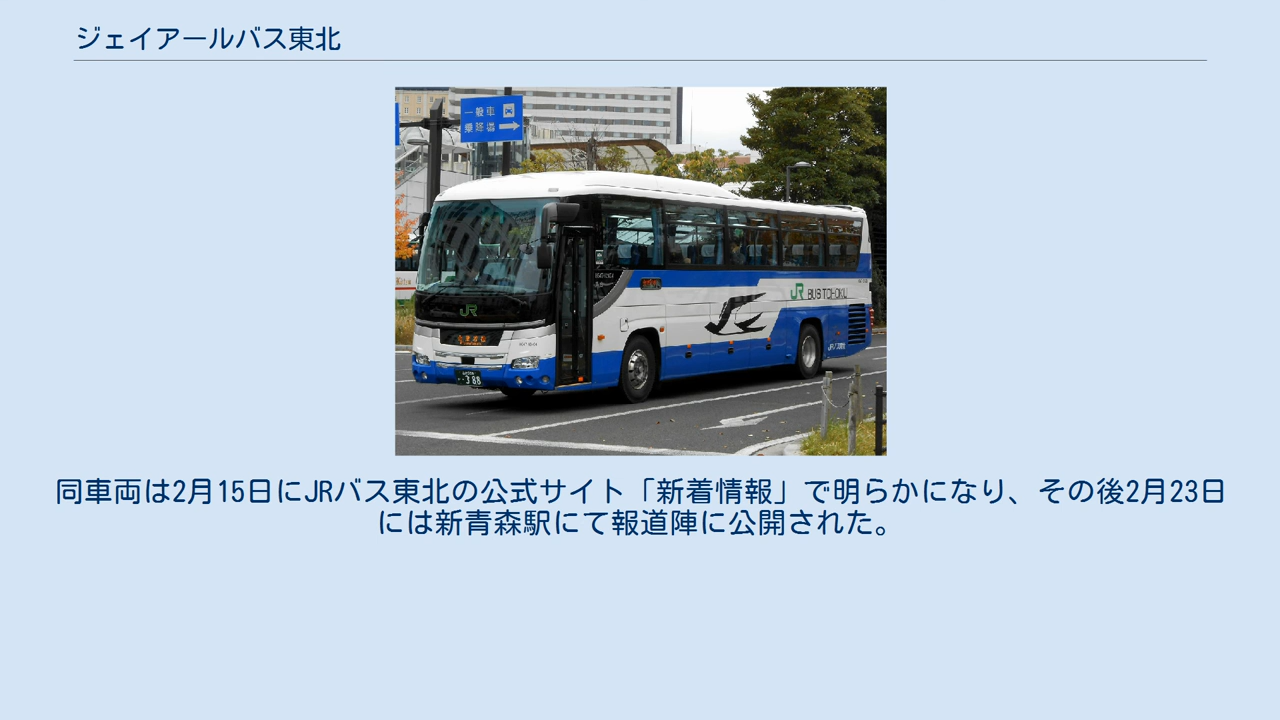 ジェイアールバス東北
一般車
乗降場
JR
JR BUS TOHOKU
・388
同車両は2月15日にJRバス東北の公式サイト「新着情報」で明らかになり、その後2月23日
には新青森駅にて報道陣に公開された。